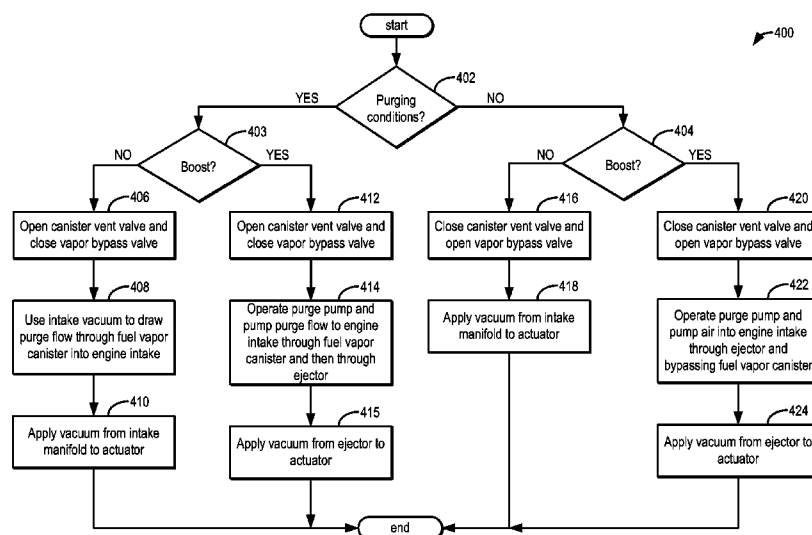 start
400
402
Purging
conditions?
YES
NO
403
Boost?
NO
YES
404
Boost?
NO
YES
406
Open canister vent valve and
close vapor bypass valve
412
Open canister vent valve and
close vapor bypass valve
416
Close canister vent valve and
open vapor bypass valve
420
Close canister vent valve and
open vapor bypass valve
408
Use intake vacuum to draw
purge flow through fuel vapor
canister into engine intake
414
Operate purge pump and
pump purge flow to engine
intake through fuel vapor
canister and then through
ejector
418
Apply vacuum from intake
manifold to actuator
422
Operate purge pump and
pump air into engine intake
through ejector and
bypassing fuel vapor canister
410
Apply vacuum from intake
manifold to actuator
415
Apply vacuum from ejector to
actuator
424
Apply vacuum from ejector to
actuator
end